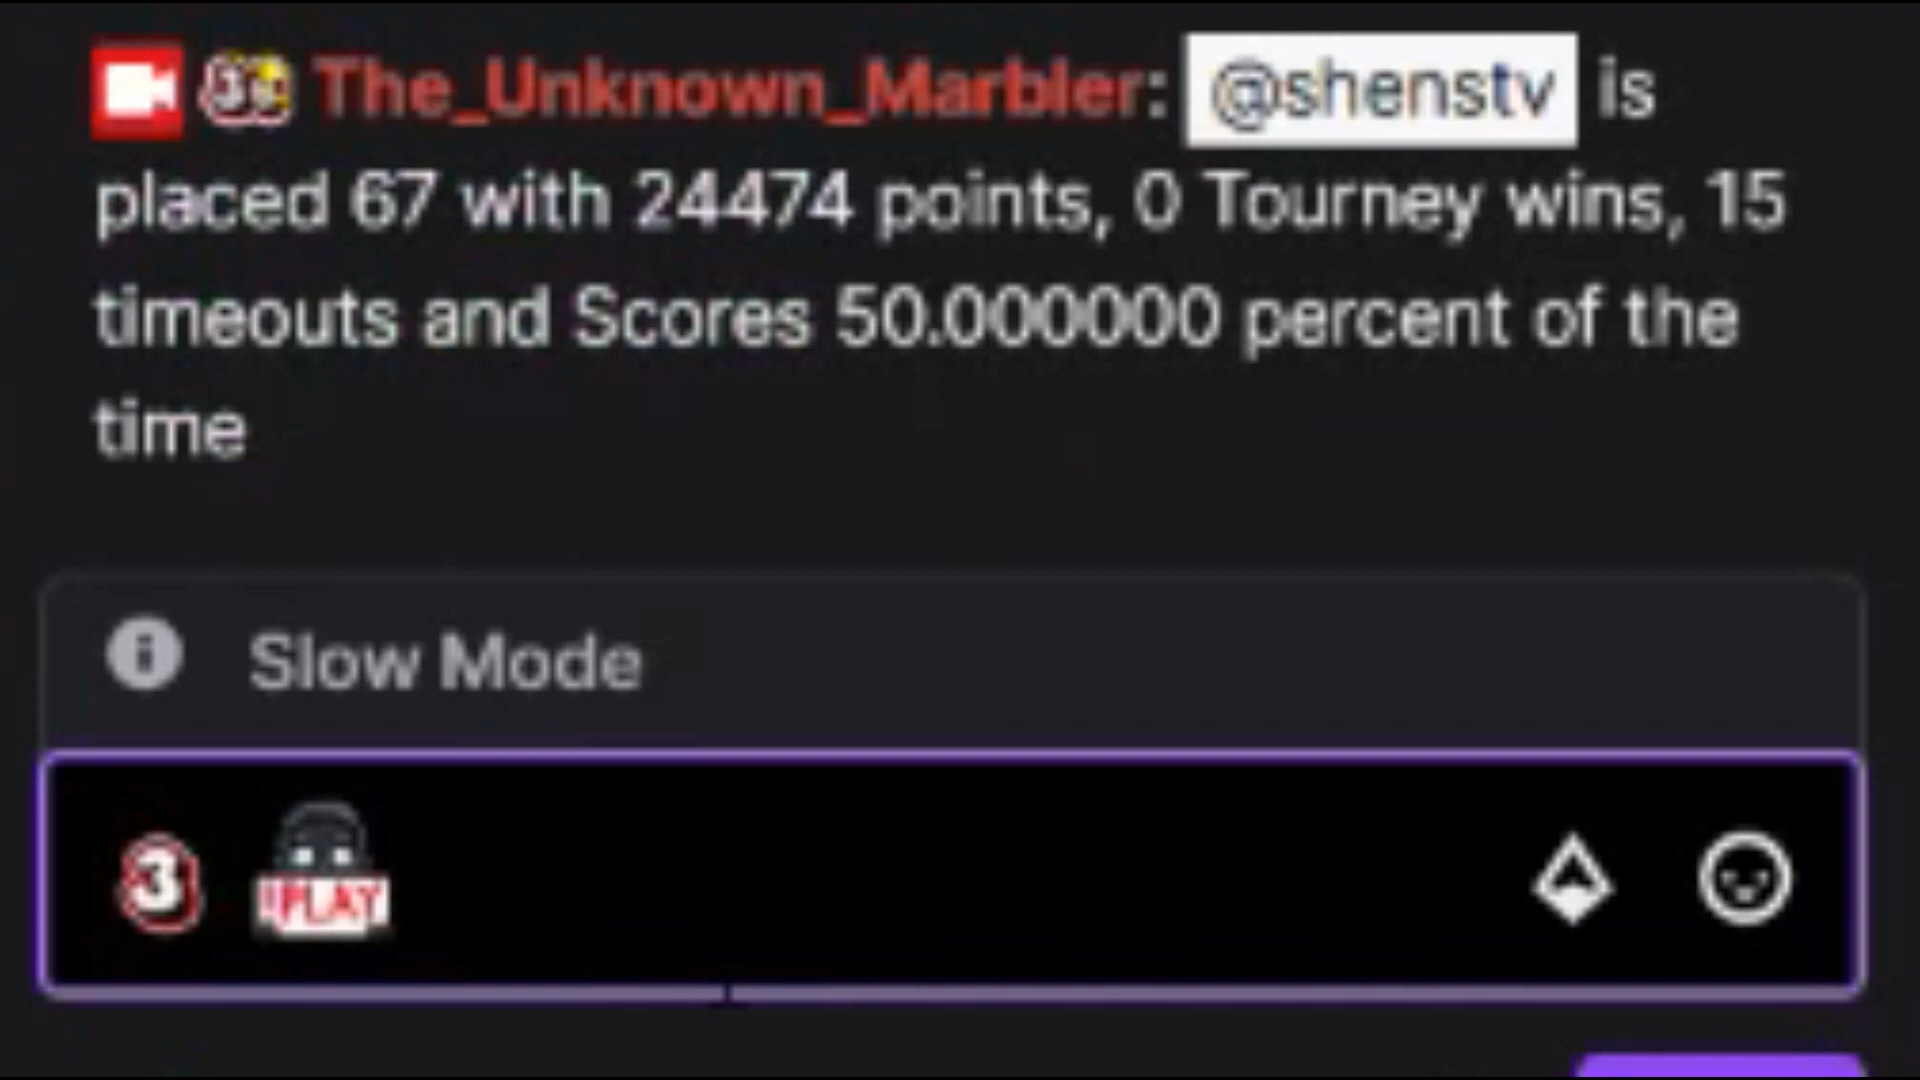 The_Unknown_Marbler: @shenstv is
placed 67 with 24474 points, 0 Tourney wins, 15
timeouts and Scores 50.000000 percent of the
time
Slow Mode
3 !PLAY